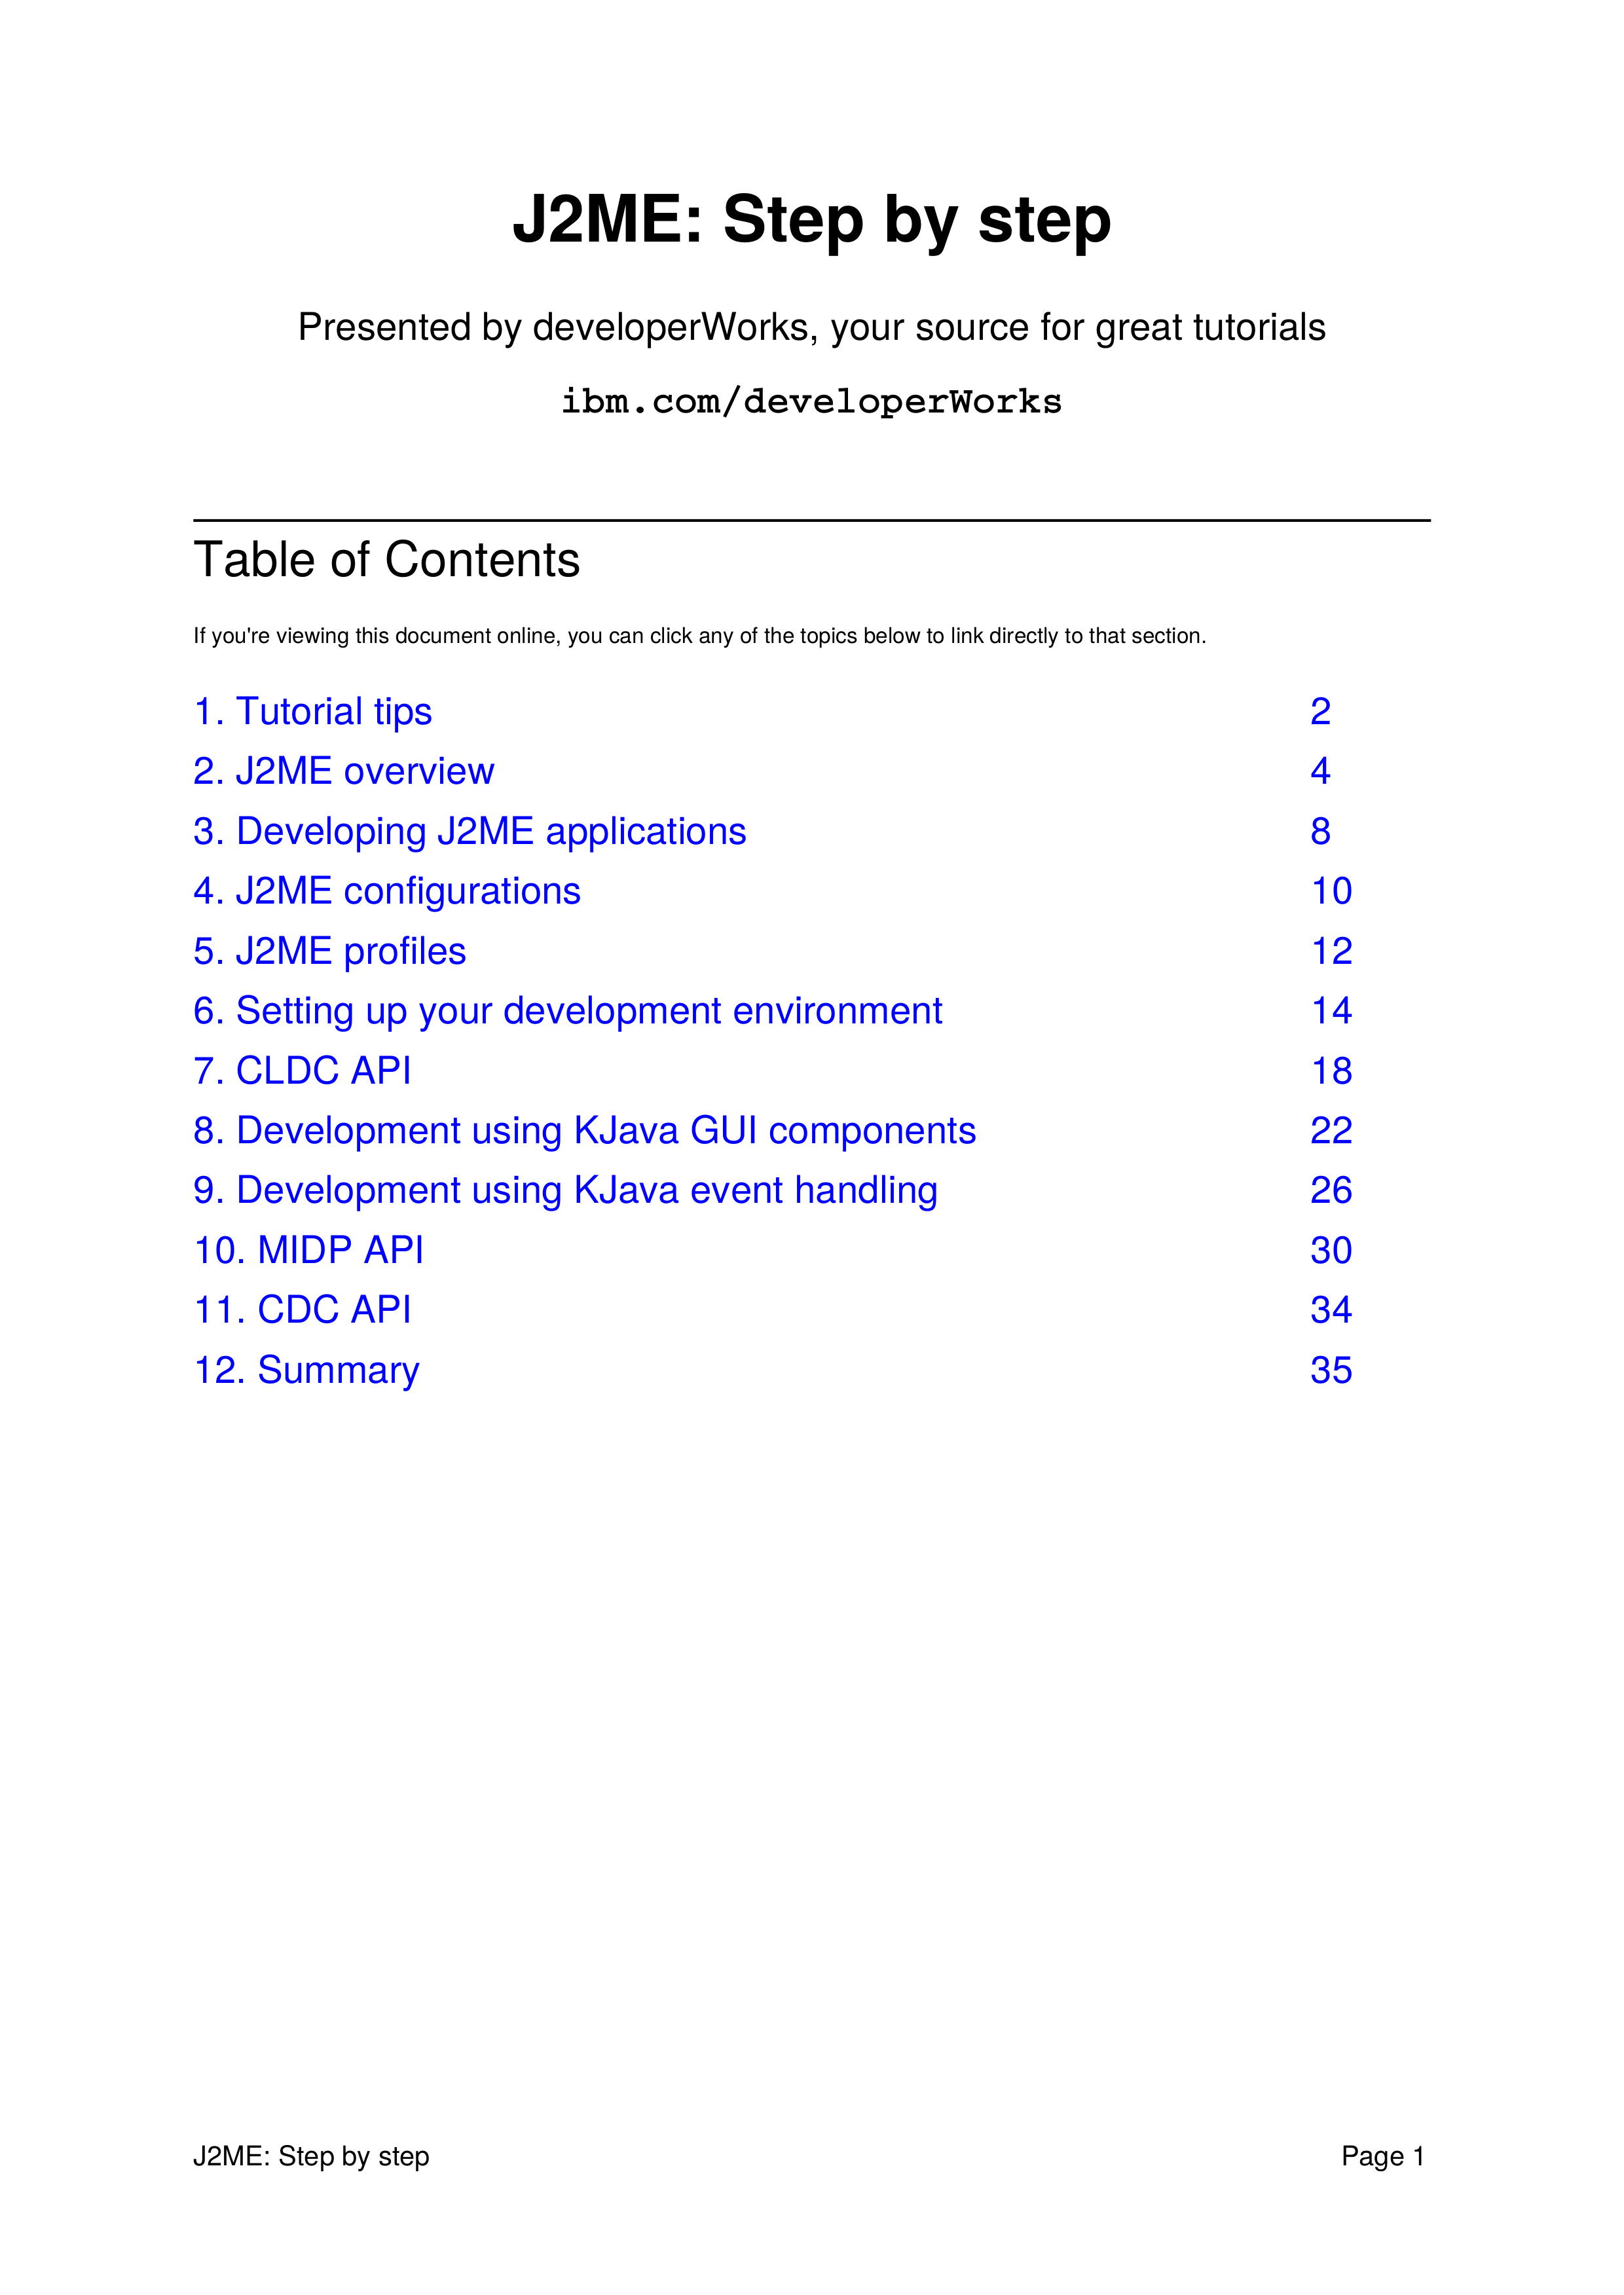 J2ME: Step by step
Presented by developerWorks, your source for great tutorials
ibm.com/developerWorks
Table of Contents
If you're viewing this document online, you can click any of the topics below to link directly to that section.
1. Tutorial tips 2
2. J2ME overview 4
3. Developing J2ME applications 8
4. J2ME configurations 10
5. J2ME profiles 12
6. Setting up your development environment 14
7. CLDC API 18
8. Development using KJava GUI components 22
9. Development using KJava event handling 26
10. MIDP API 30
11. CDC API 34
12. Summary 35
J2ME: Step by step Page 1